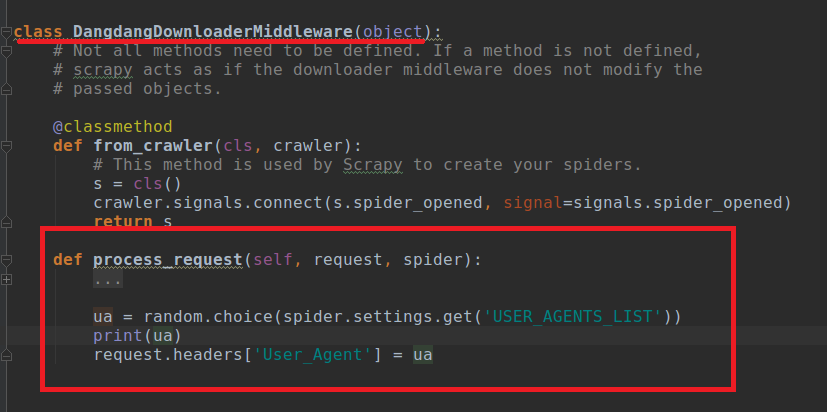 class DangdangDownloaderMiddleware(object):
# Not all methods need to be defined. If a method is not defined,
# scrapy acts as if the downloader middleware does not modify the
# passed objects.
@classmethod
def from_crawler(cls, crawler):
# This method is used by Scrapy to create your spiders.
s = cls()
crawler.signals.connect(s.spider_opened, signal=signals.spider_opened)
return s
def process_request(self, request, spider):
...
ua = random.choice(spider.settings.get('USER_AGENTS_LIST'))
print(ua)
request.headers['User_Agent'] = ua